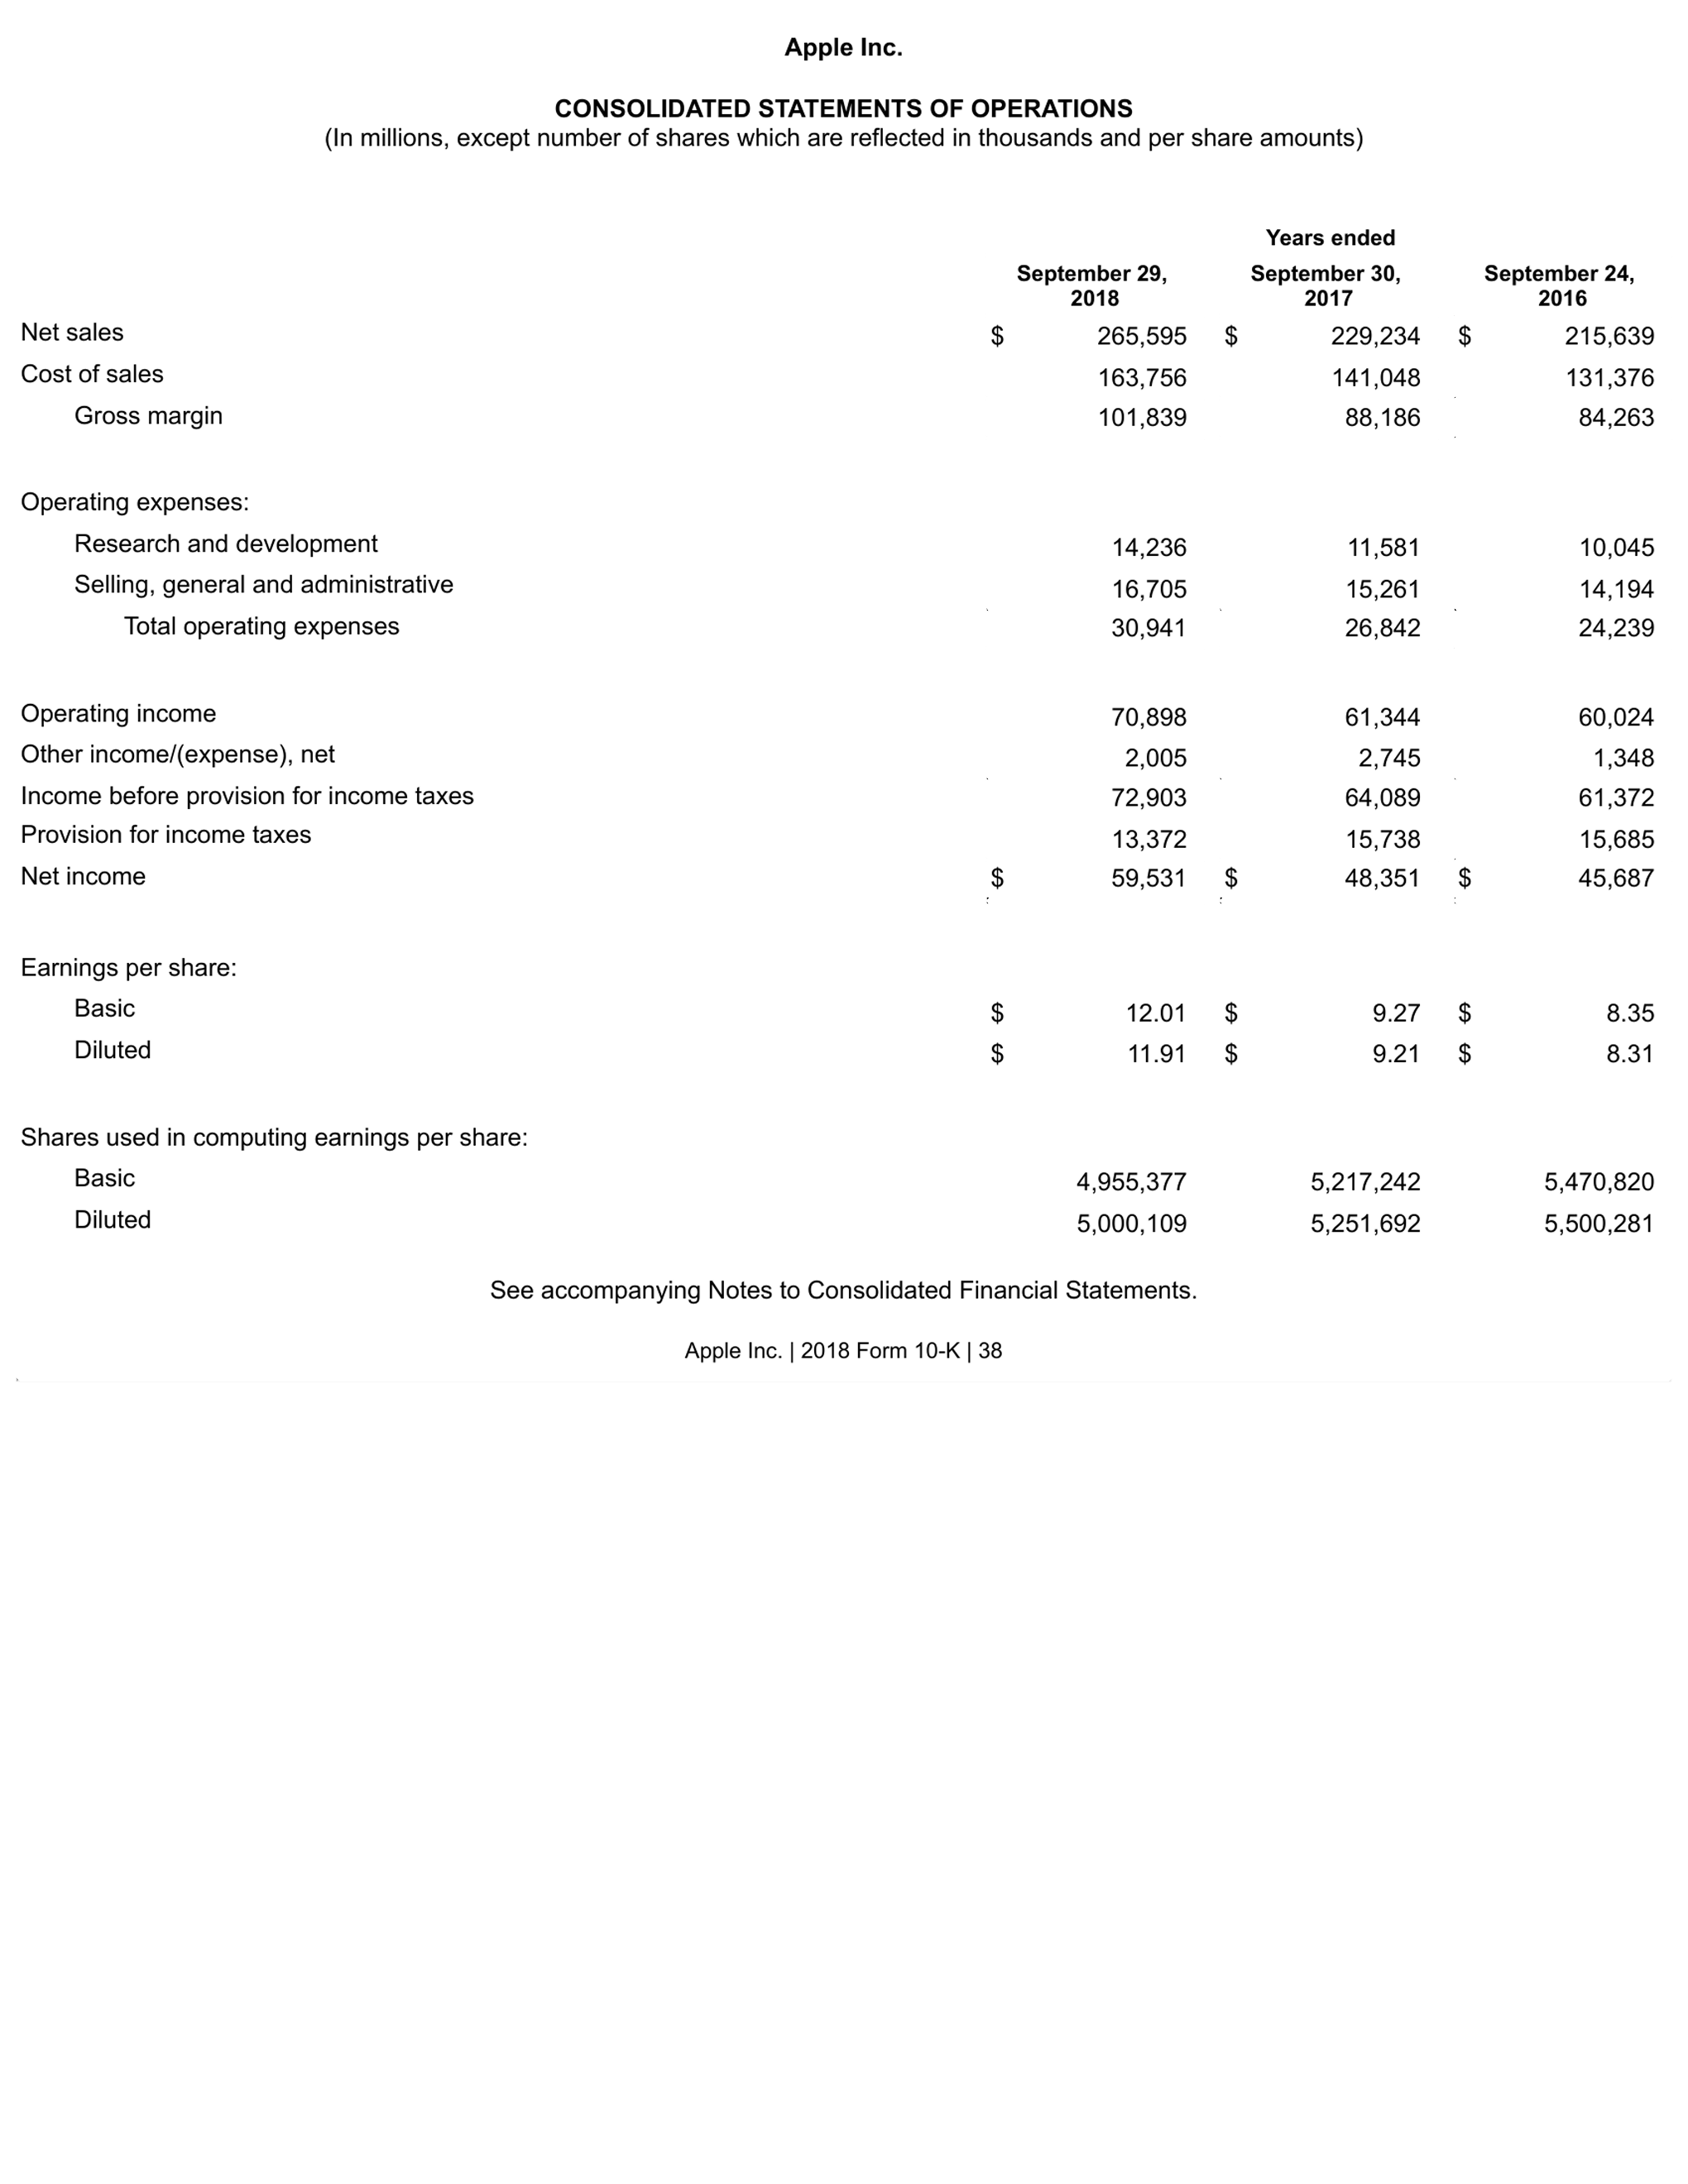 Apple Inc.
CONSOLIDATED STATEMENTS OF OPERATIONS
(In millions, except number of shares which are reflected in thousands and per share amounts)
Years ended
September 29, 2018 September 30, 2017 September 24, 2016
Net sales $ 265,595 $ 229,234 $ 215,639
Cost of sales 163,756 141,048 131,376
Gross margin 101,839 88,186 84,263
Operating expenses:
Research and development 14,236 11,581 10,045
Selling, general and administrative 16,705 15,261 14,194
Total operating expenses 30,941 26,842 24,239
Operating income 70,898 61,344 60,024
Other income/(expense), net 2,005 2,745 1,348
Income before provision for income taxes 72,903 64,089 61,372
Provision for income taxes 13,372 15,738 15,685
Net income $ 59,531 $ 48,351 $ 45,687
Earnings per share:
Basic $ 12.01 $ 9.27 $ 8.35
Diluted $ 11.91 $ 9.21 $ 8.31
Shares used in computing earnings per share:
Basic 4,955,377 5,217,242 5,470,820
Diluted 5,000,109 5,251,692 5,500,281
See accompanying Notes to Consolidated Financial Statements.
Apple Inc. | 2018 Form 10-K | 38